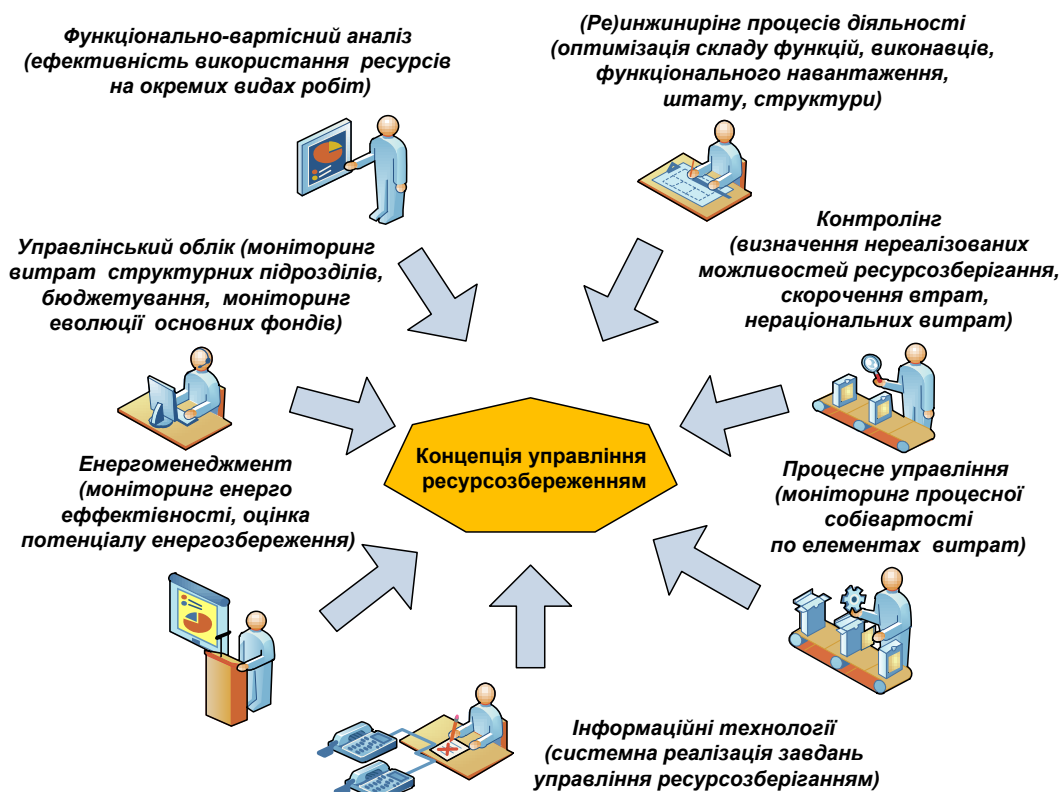 Функціонально-вартісний аналіз
(ефективність використання ресурсів
на окремих видах робіт)
(Ре)инжинирінг процесів діяльності
(оптимізація складу функцій, виконавців,
функціонального навантаження,
штату, структури)
Управлінський облік (моніторинг
витрат структурних підрозділів,
бюджетування, моніторинг
еволюції основних фондів)
Контролінг
(визначення нереалізованих
можливостей ресурсозберігання,
скорочення втрат,
нераціональних витрат)
Концепція управління
ресурсозбереженням
Енергоменеджмент
(моніторинг енерго
еффектівності, оцінка
потенціалу енергозбереження)
Процесне управління
(моніторинг процесної
собівартості
по елементах витрат)
Інформаційні технології
(системна реалізація завдань
управління ресурсозберіганням)